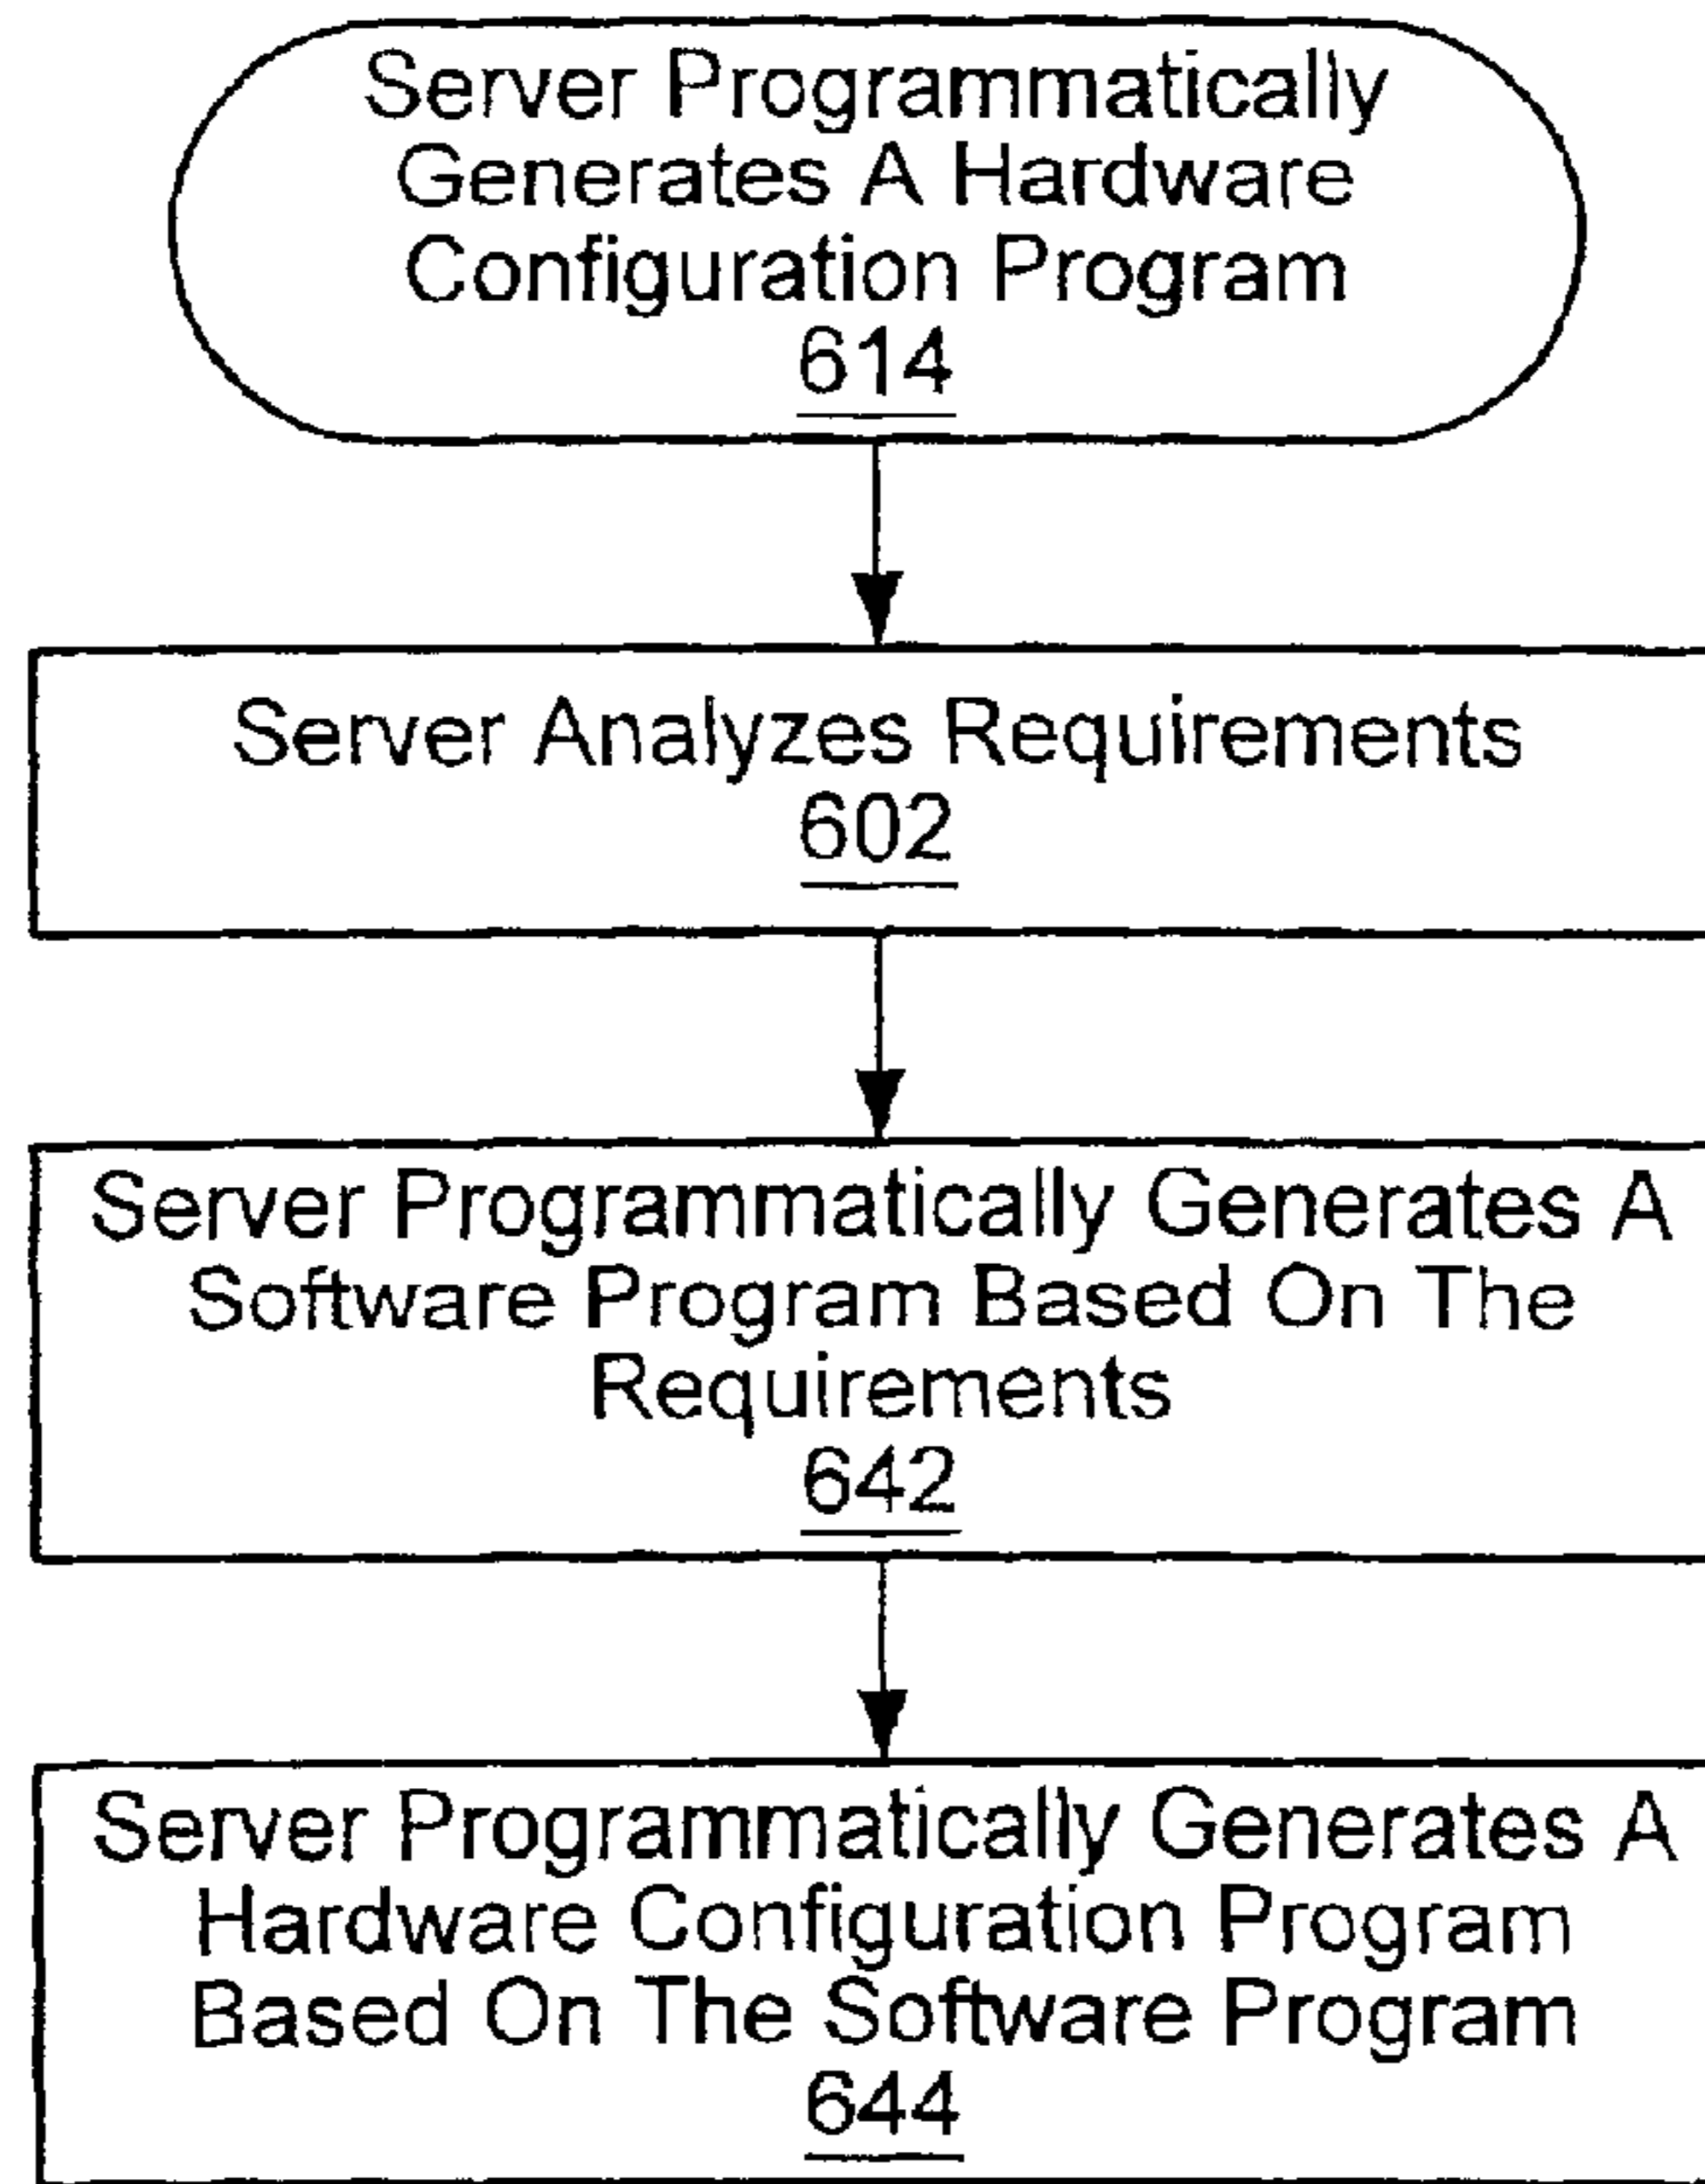 Server Programmatically
Generates A Hardware
Configuration Program
614
Server Analyzes Requirements
602
Server Programmatically Generates A
Software Program Based On The
Requirements
642
Server Programmatically Generates A
Hardware Configuration Program
Based On The Software Program
644